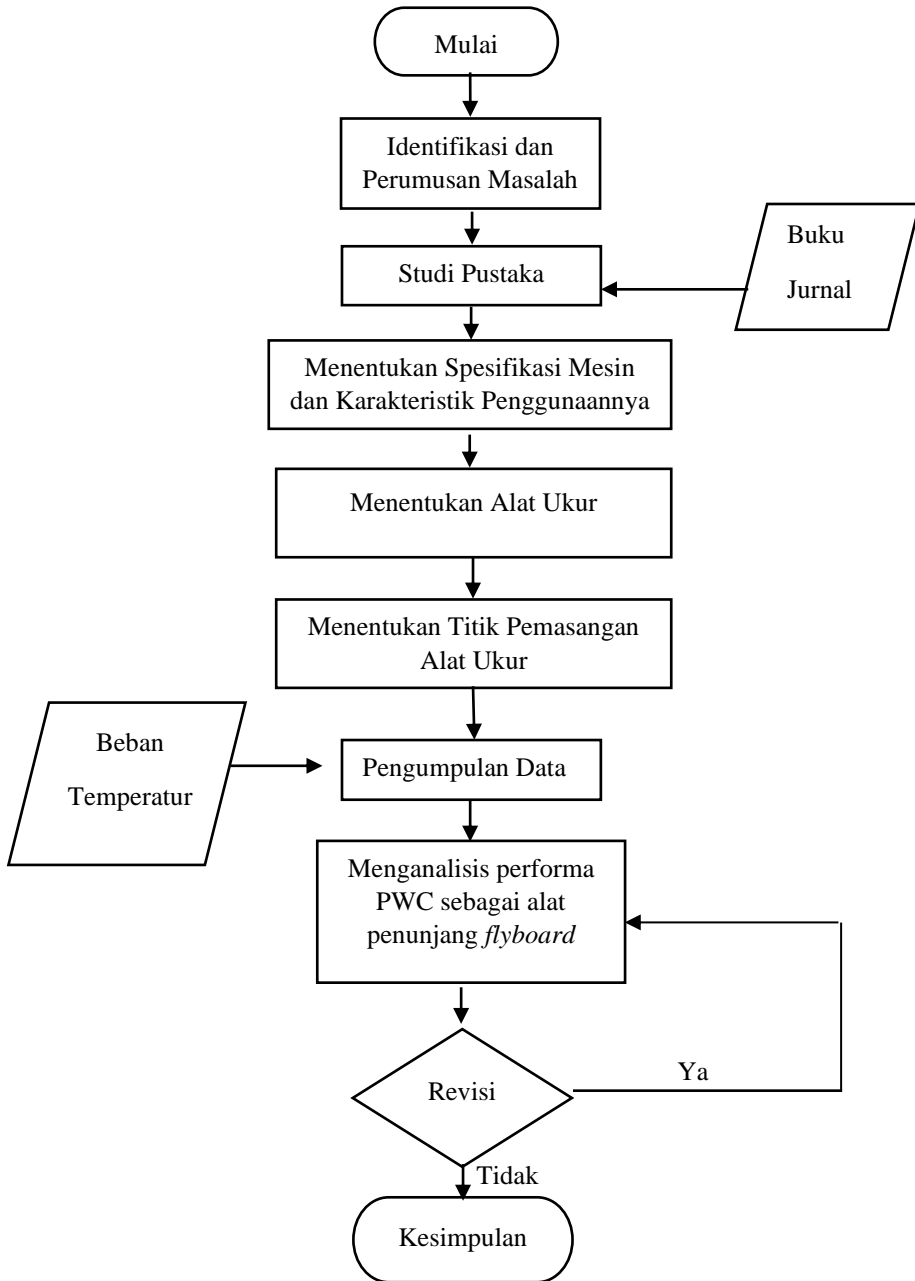 Mulai
Identifikasi dan
Perumusan Masalah
Buku
Jurnal
Studi Pustaka
Menentukan Spesifikasi Mesin
dan Karakteristik Penggunaannya
Menentukan Alat Ukur
Menentukan Titik Pemasangan
Alat Ukur
Beban
Temperatur
Pengumpulan Data
Menganalisis performa
PWC sebagai alat
penunjang flyboard
Revisi
Ya
Tidak
Kesimpulan